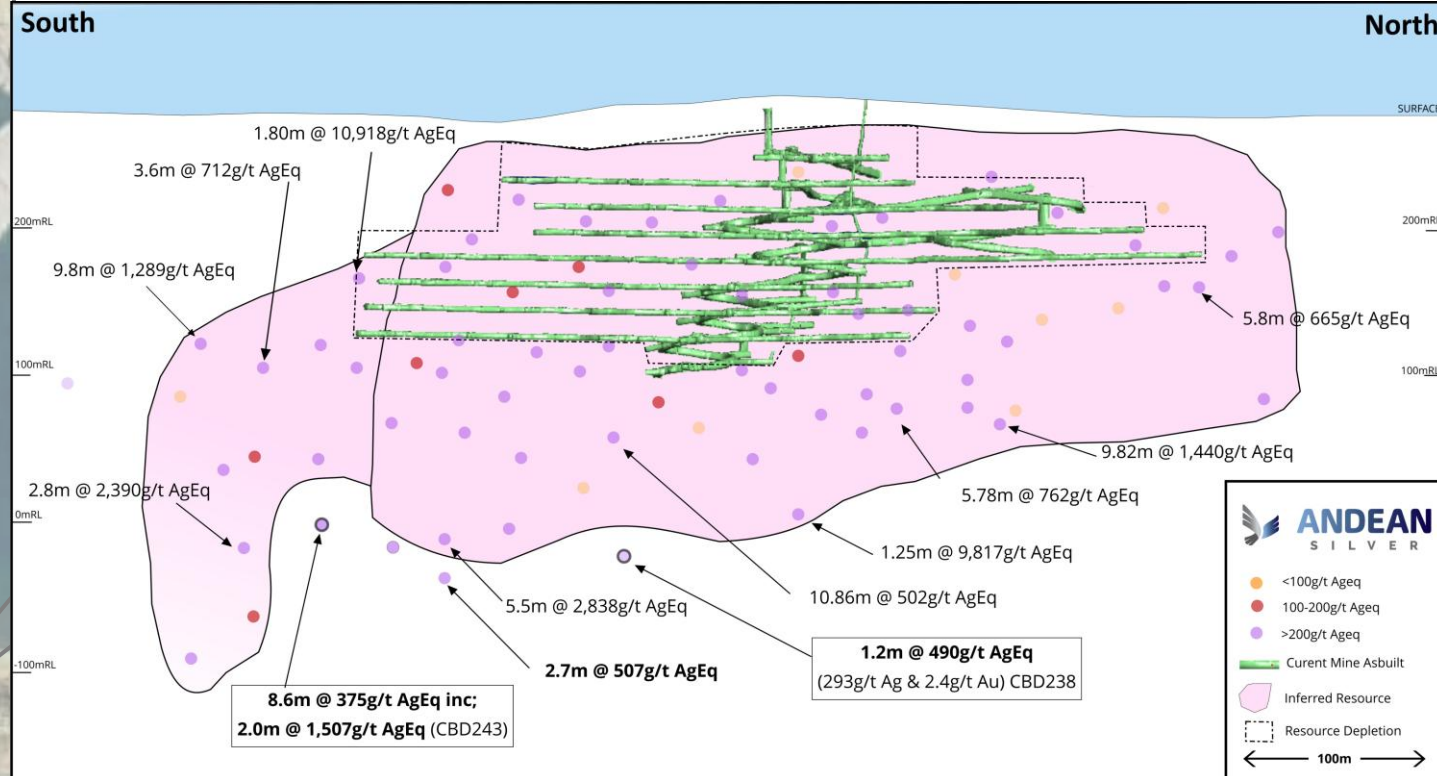 South
North
SURFAC
1.80m @ 10,918g/t AgEq
3.6m @ 712g/t AgEq
200mRL
200mRL
9.8m @ 1,289g/t AgEq
5.8m @ 665g/t AgEq
100mRL
100mRL
9.82m @ 1,440g/t AgEq
2.8m @ 2,390g/t AgEq
5.78m @ 762g/t AgEq
0mRL
1.25m @ 9,817g/t AgEq
10.86m @ 502g/t AgEq
5.5m @ 2,838g/t AgEq
2.7m @ 507g/t AgEq
1.2m @ 490g/t AgEq
(293g/t Ag & 2.4g/t Au) CBD238
-100mRL
8.6m @ 375g/t AgEq inc;
2.0m @ 1,507g/t AgEq (CBD243)
ANDEAN
SILVER
<100g/t Ageq
100-200g/t Ageq
>200g/t Ageq
Curent Mine Asbuilt
Inferred Resource
Resource Depletion
100m